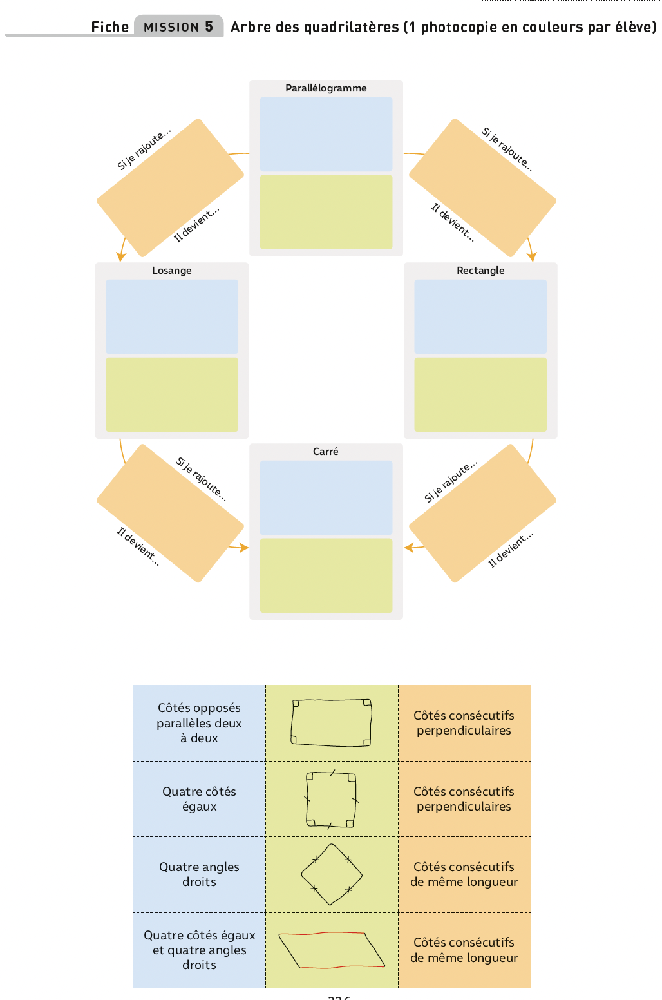 Fiche MISSION 5 Arbre des quadrilatères (1 photocopie en couleurs par élève)
Parallélogramme
Si je rajoute...
Il devient...
Si je rajoute...
Il devient...
Losange
Rectangle
Si je rajoute...
Il devient...
Carré
Si je rajoute...
Il devient...
Côtés opposés
parallèles deux
à deux
Côtés consécutifs
perpendiculaires
Quatre côtés
égaux
Côtés consécutifs
perpendiculaires
Quatre angles
droits
Côtés consécutifs
de même longueur
Quatre côtés égaux
et quatre angles
droits
Côtés consécutifs
de même longueur